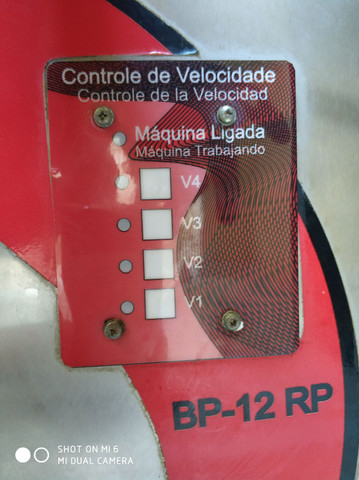 Controle de Velocidade
Controle de la Velocidad
Máquina Ligada
Máquina Trabajando
V4
V3
V2
V1
BP-12 RP
SHOT ON MI 6
MI DUAL CAMERA